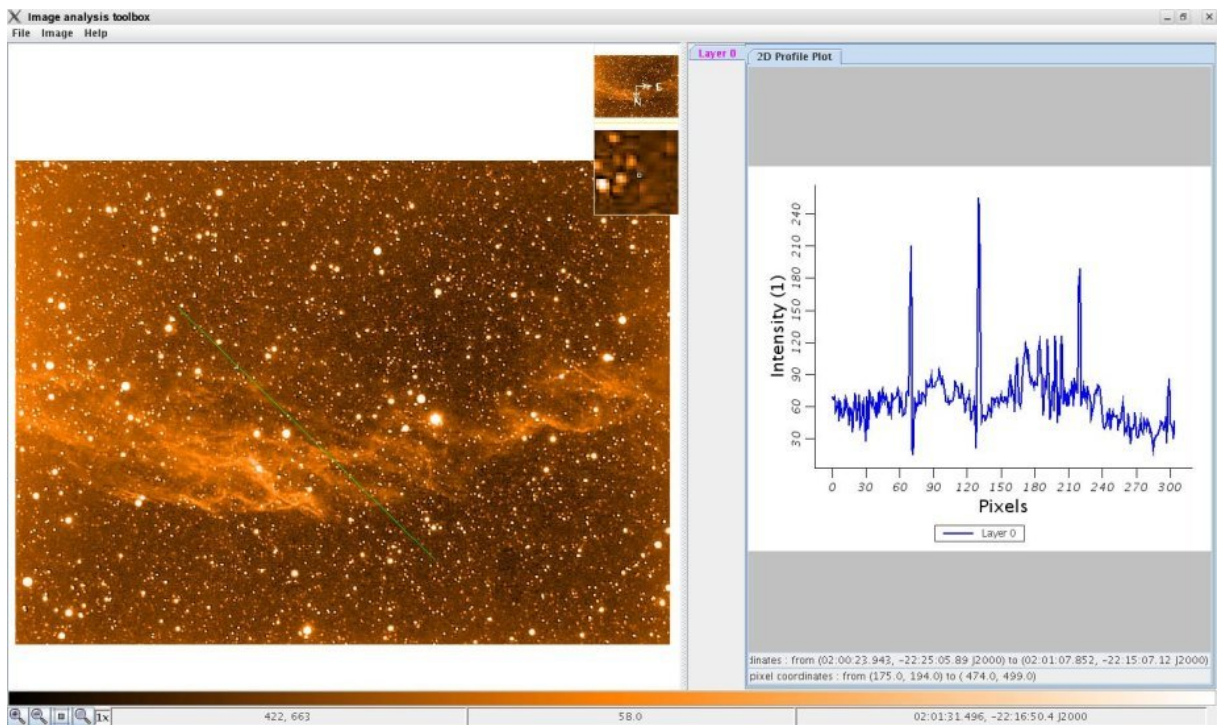 Image analysis toolbox
File Image Help
Layer 0
2D Profile Plot
E
N
Intensity (1)
240
210
180
150
120
90
60
30
0 30 60 90 120 150 180 210 240 270 300
Pixels
Layer 0
dinates : from (02:00:23.943, -22:25:05.89 J2000) to (02:01:07.852, -22:15:07.12 J2000)
pixel coordinates : from (175.0, 194.0) to ( 474.0, 499.0)
1x 422, 663 58.0 02:01:31.496, -22:16:50.4 J2000